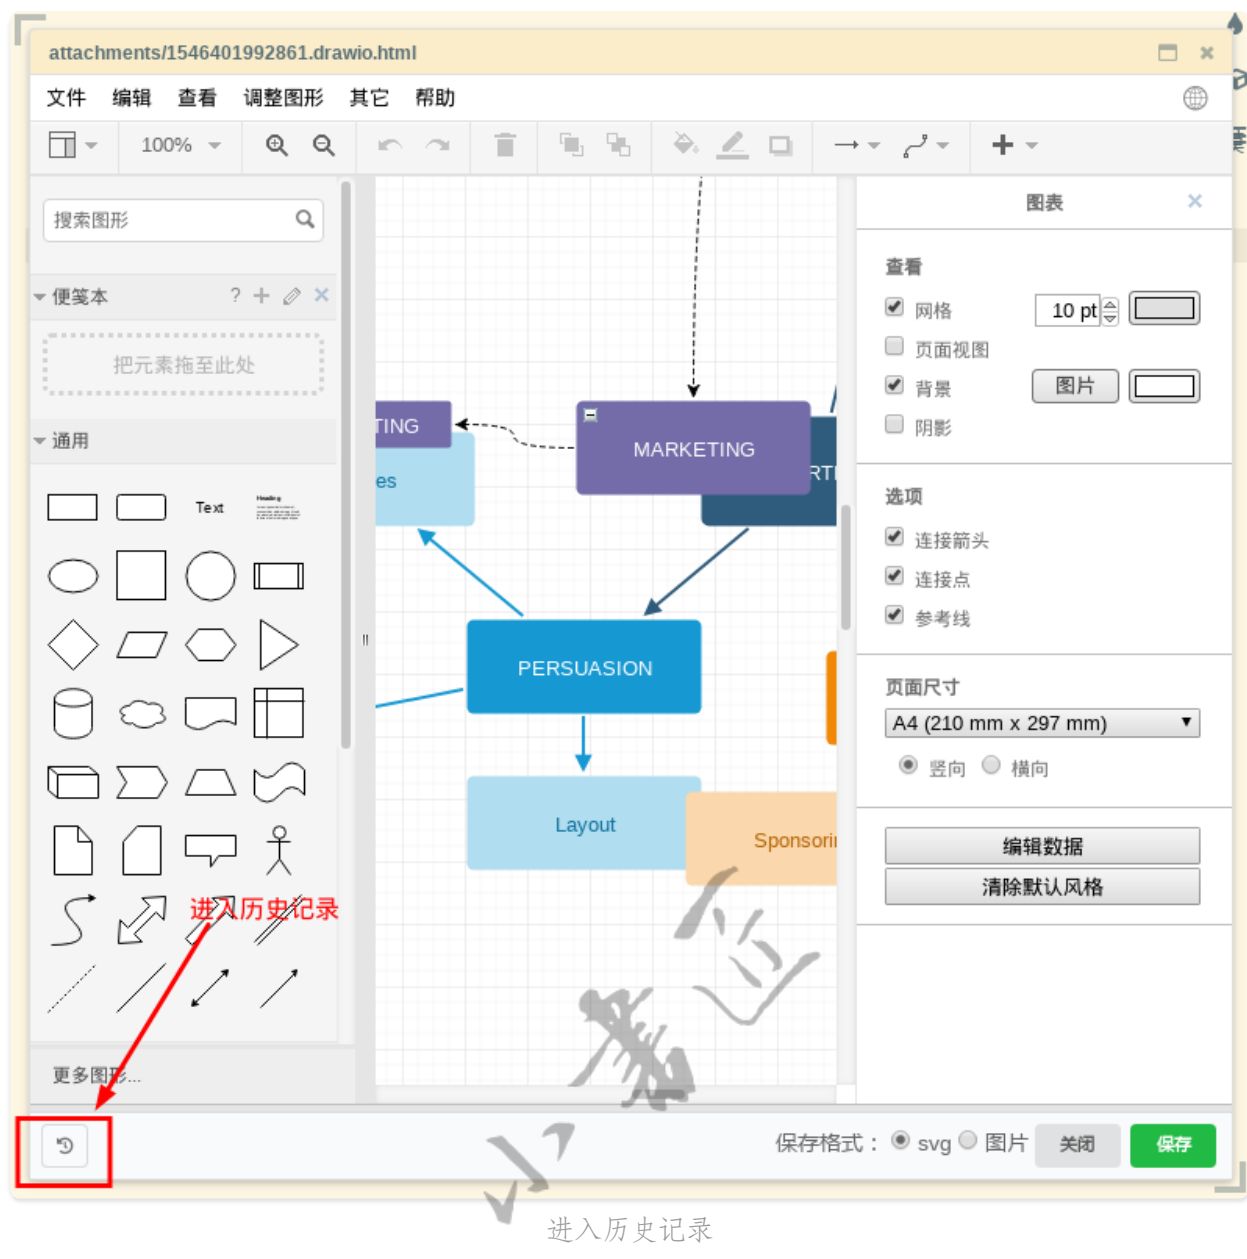 attachments/1546401992861.drawio.html
文件 编辑 查看 调整图形 其它 帮助
100%
搜索图形
便笺本
把元素拖至此处
通用
Text
Heading
更多图形...
进入历史记录
TING
es
MARKETING
RTI
PERSUASION
Layout
Sponsorin
图表
查看
网格 10 pt
页面视图
背景 图片
阴影
选项
连接箭头
连接点
参考线
页面尺寸
A4 (210 mm x 297 mm)
竖向 横向
编辑数据
清除默认风格
保存格式： svg 图片 关闭 保存
进入历史记录